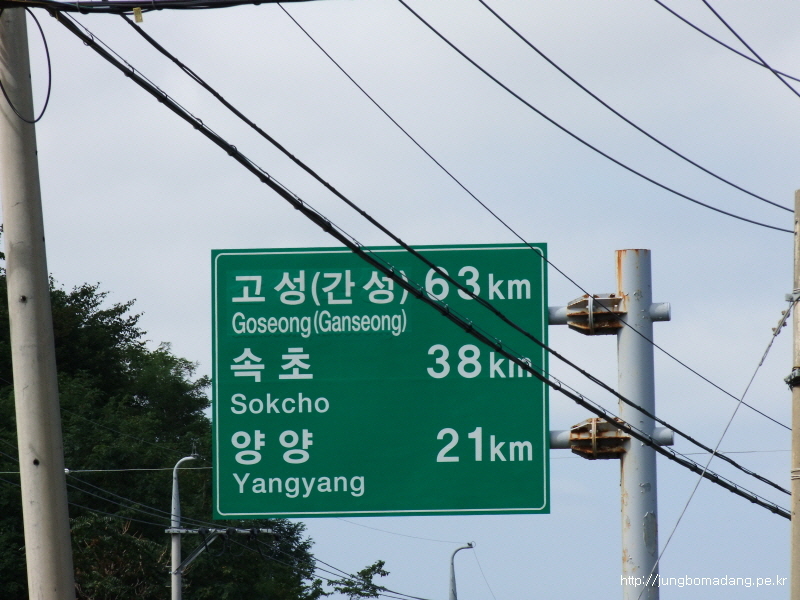 고성(간성) 63km
Goseong(Ganseong)
속초 38km
Sokcho
양양 21km
Yangyang
http://jungbomadang.pe.kr